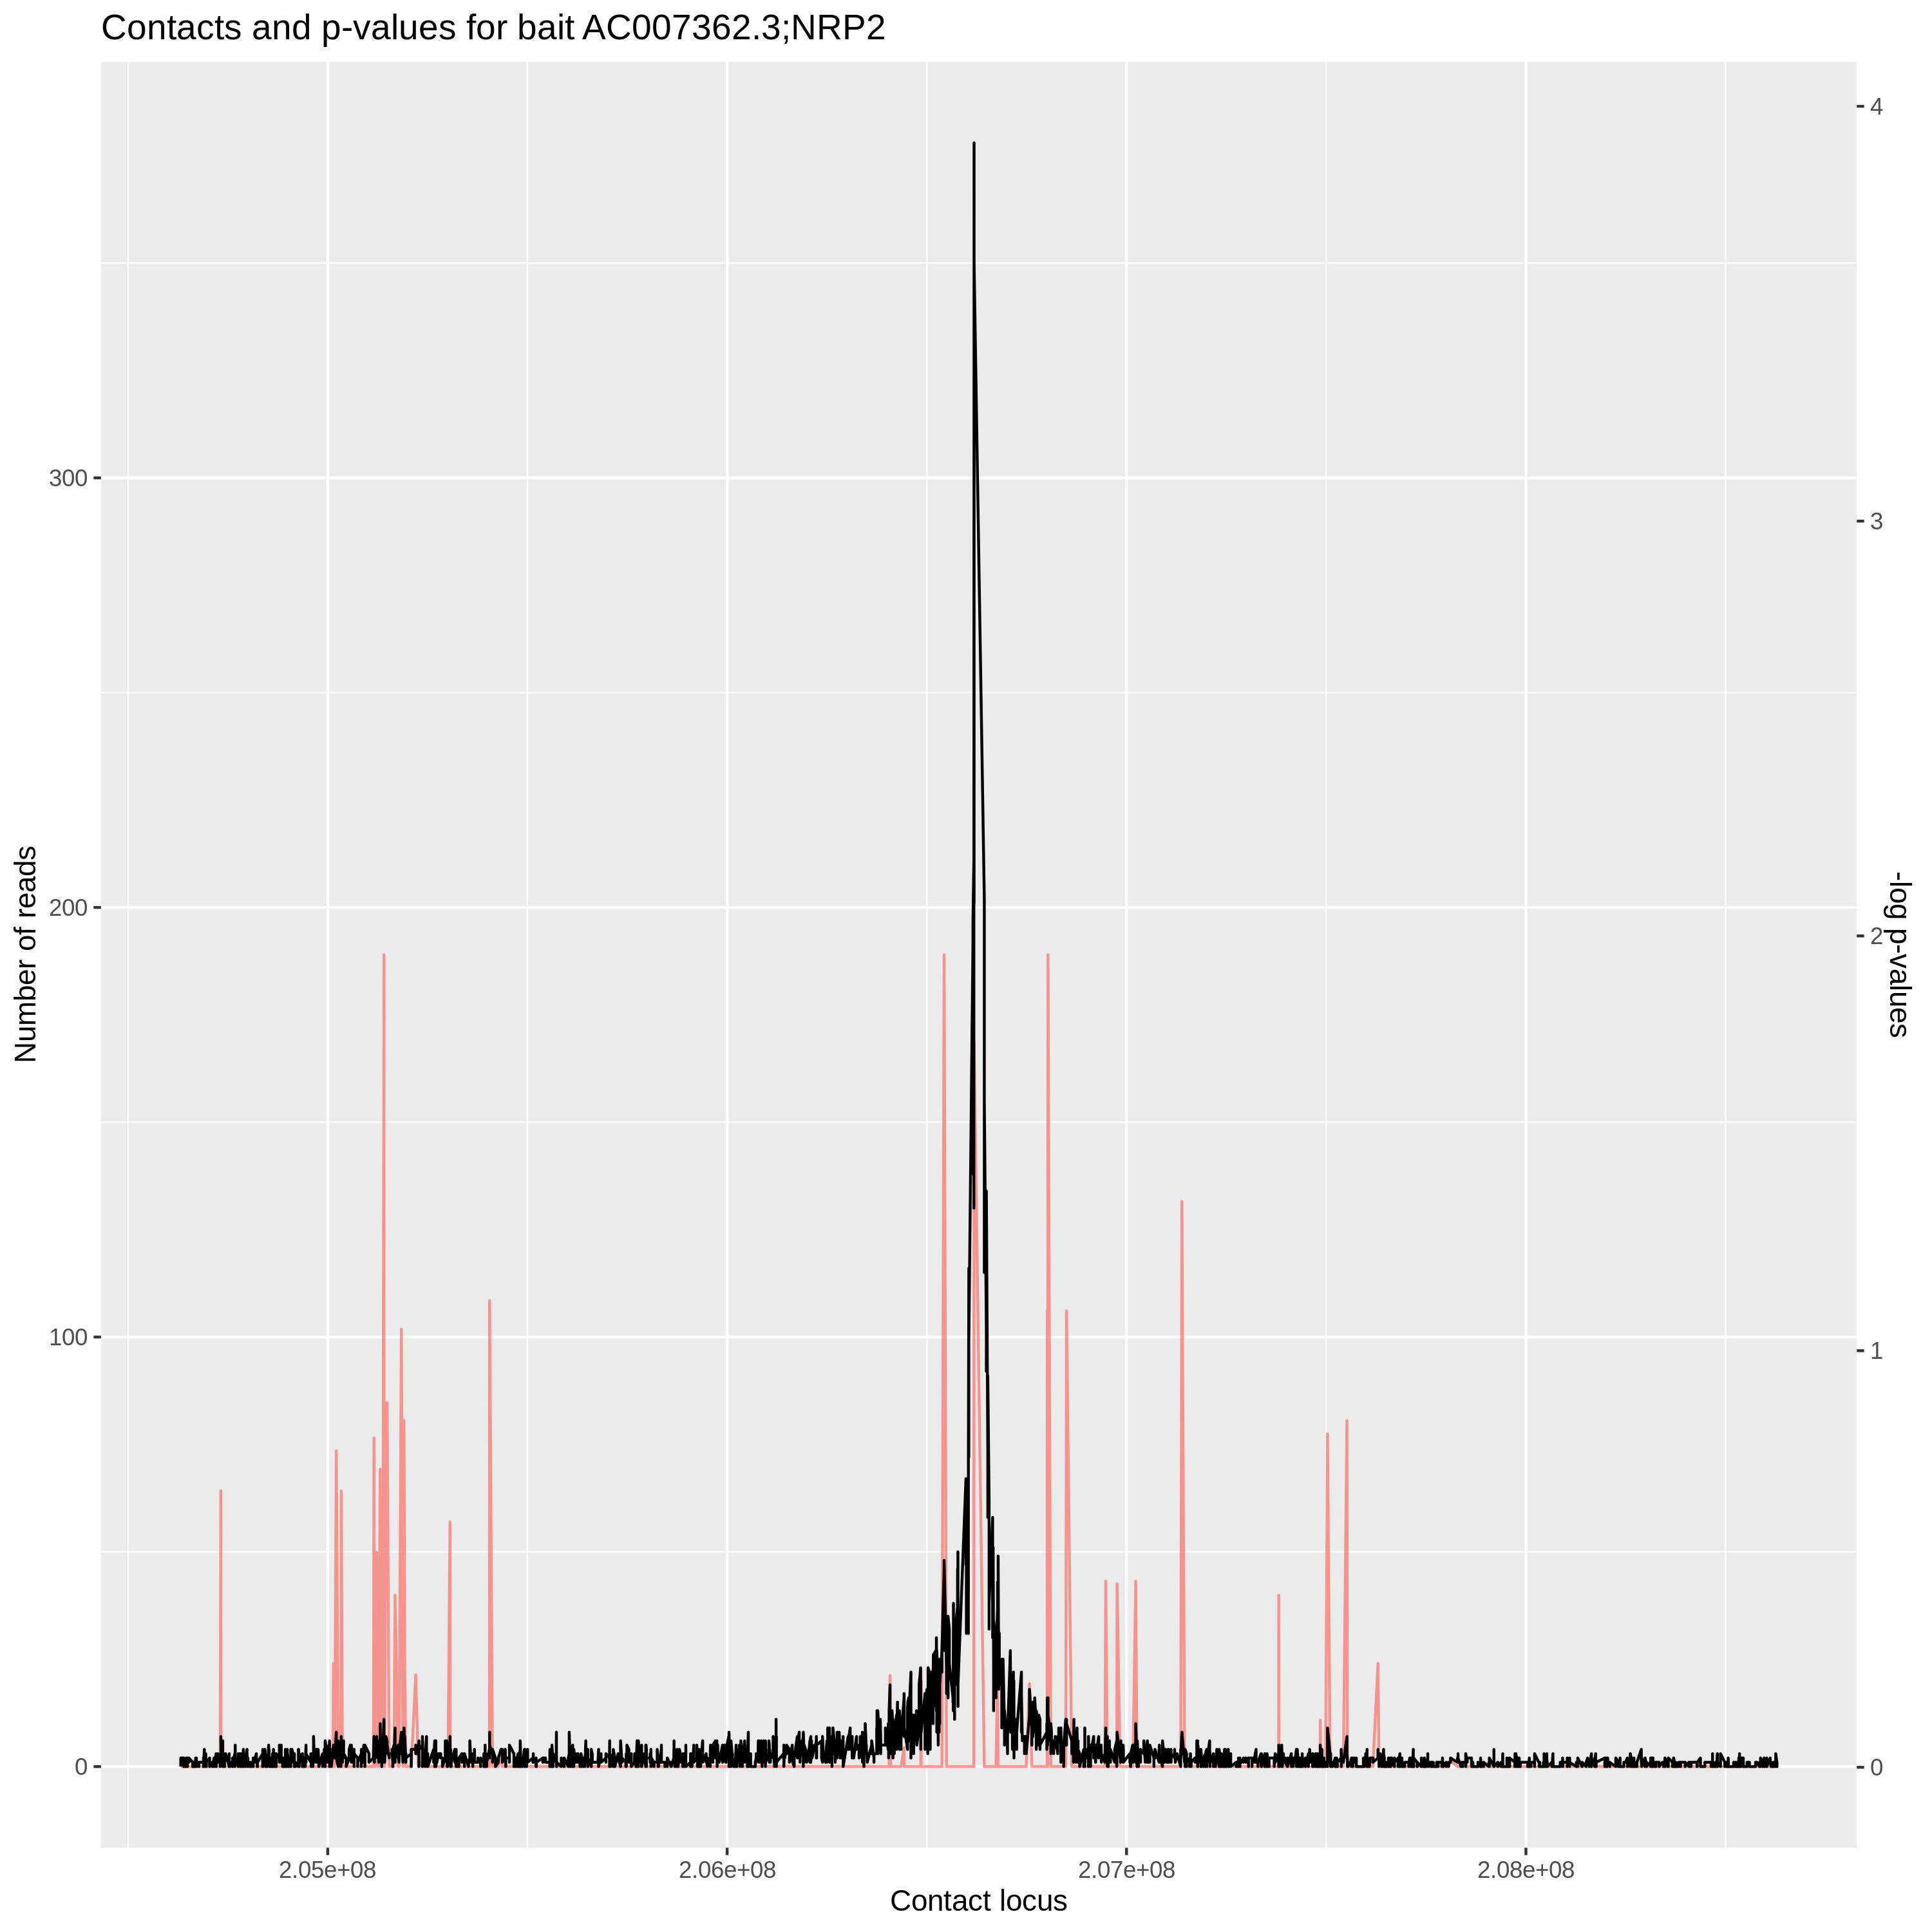 Contacts and p-values for bait AC007362.3;NRP2
Number of reads
300
200
100
0
4
3
2
1
0
-log p-values
2.05e+08
2.06e+08
2.07e+08
2.08e+08
Contact locus